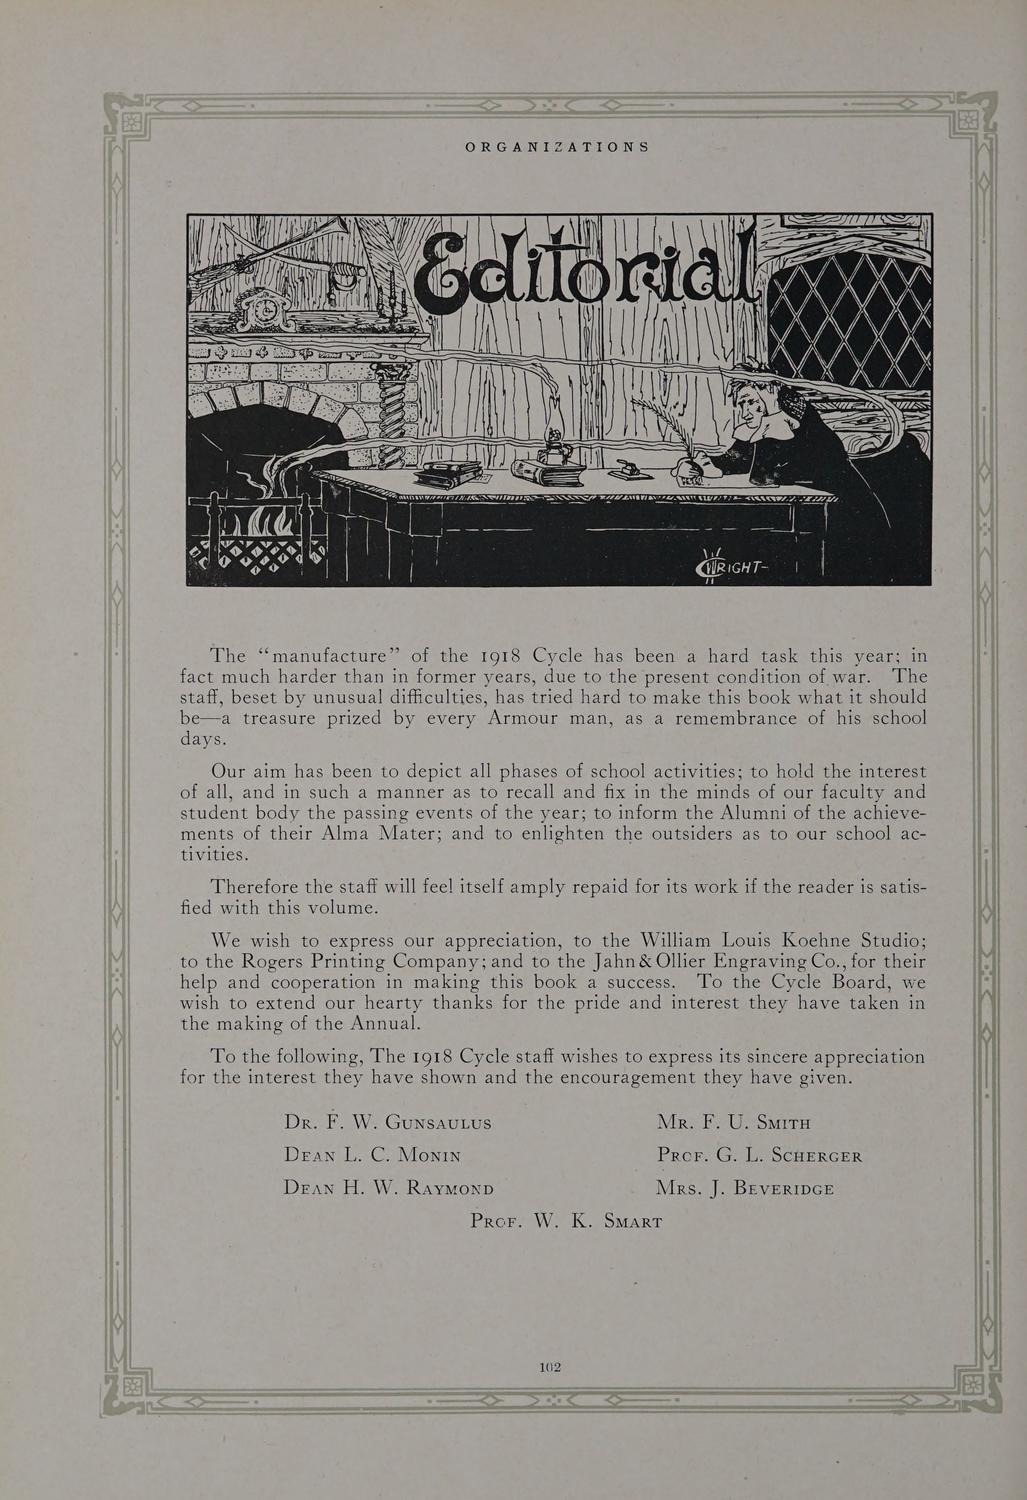 ORGANIZATIONS
Editorial
WRIGHT-
The “manufacture” of the 1918 Cycle has been a hard task this year; in
fact much harder than in former years, due to the present condition of war. The
staff, beset by unusual difficulties, has tried hard to make this book what it should
be—a treasure prized by every Armour man, as a remembrance of his school
days.
Our aim has been to depict all phases of school activities; to hold the interest
of all, and in such a manner as to recall and fix in the minds of our faculty and
student body the passing events of the year; to inform the Alumni of the achieve-
ments of their Alma Mater; and to enlighten the outsiders as to our school ac-
tivities.
Therefore the staff will feel itself amply repaid for its work if the reader is satis-
fied with this volume.
We wish to express our appreciation, to the William Louis Koehne Studio;
to the Rogers Printing Company; and to the Jahn & Ollier Engraving Co., for their
help and cooperation in making this book a success. To the Cycle Board, we
wish to extend our hearty thanks for the pride and interest they have taken in
the making of the Annual.
To the following, The 1918 Cycle staff wishes to express its sincere appreciation
for the interest they have shown and the encouragement they have given.
Dr. F. W. Gunsaulus
Mr. F. U. Smith
Dean L. C. Monin
Prof. G. L. Scherger
Dean H. W. Raymond
Mrs. J. Beveridge
Prof. W. K. Smart
102